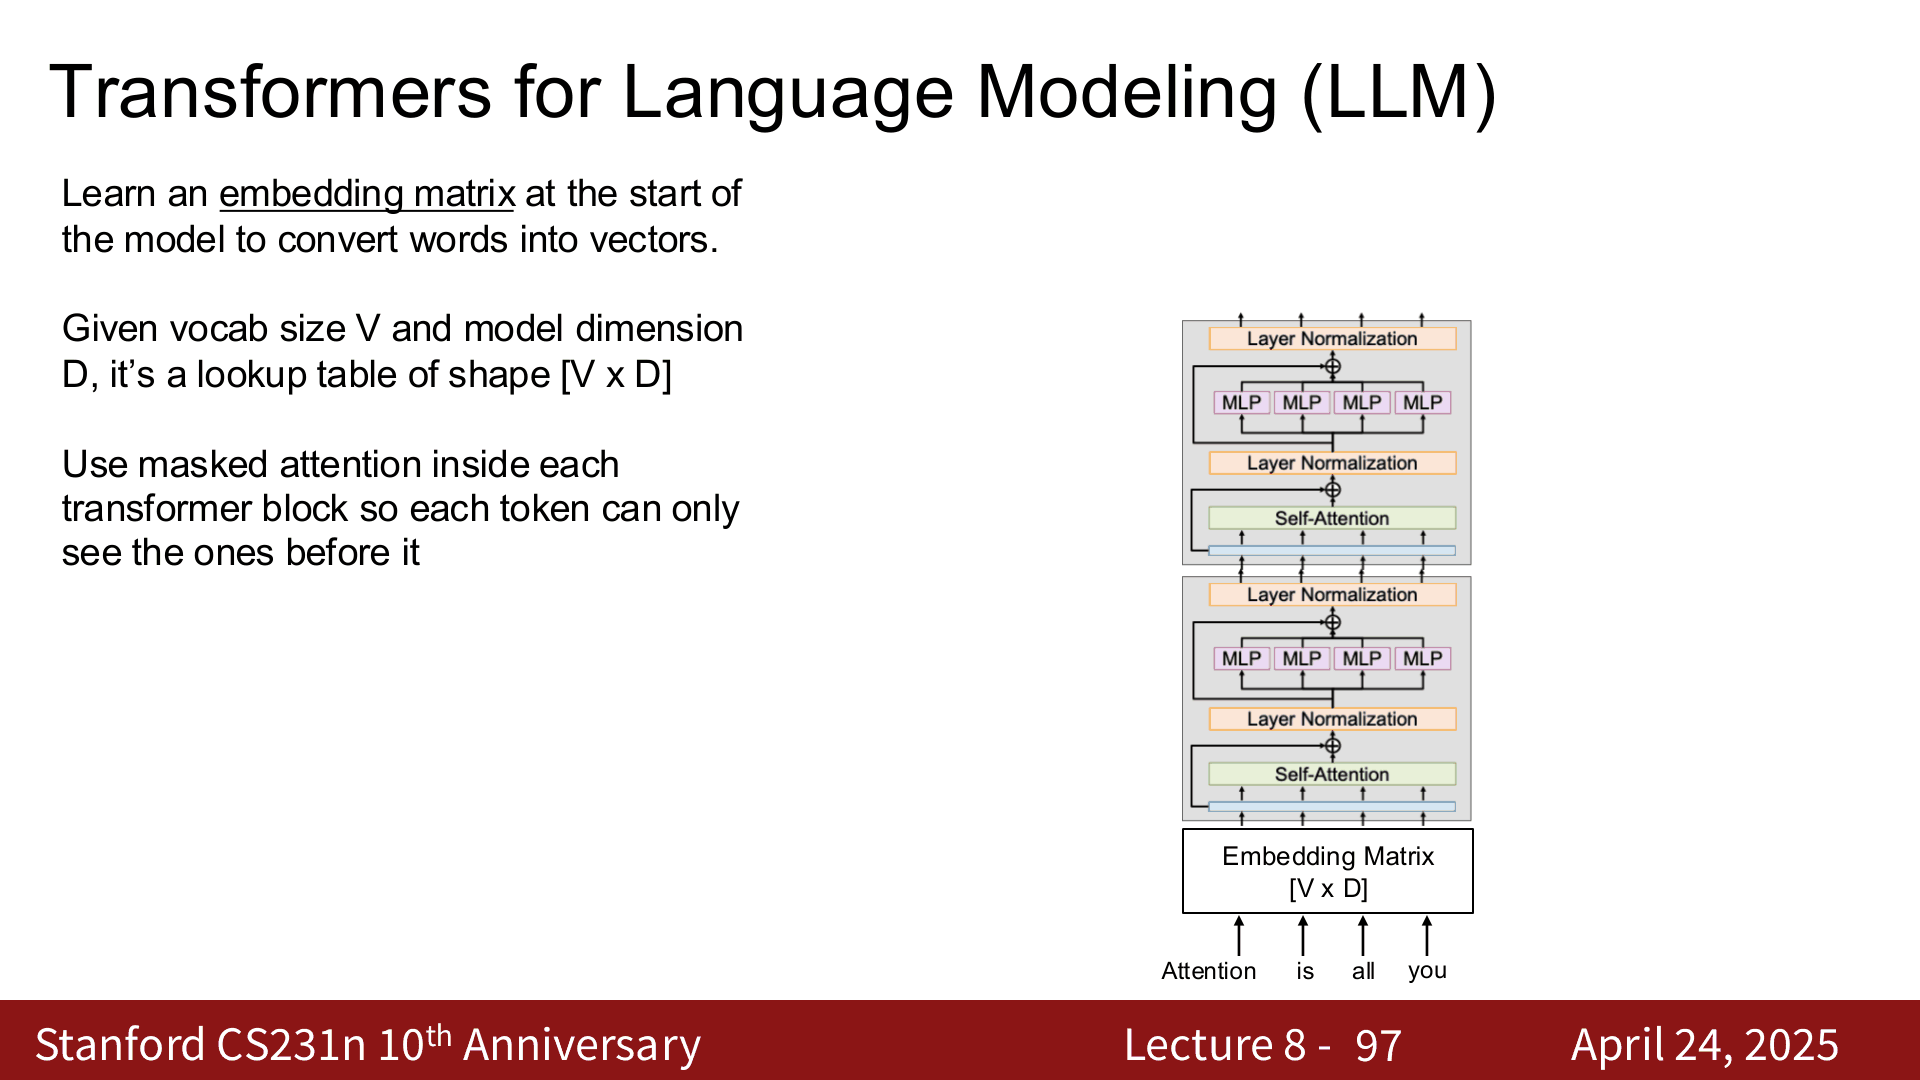 Transformers for Language Modeling (LLM)
Learn an embedding matrix at the start of
the model to convert words into vectors.
Given vocab size V and model dimension
D, it’s a lookup table of shape [V x D]
Use masked attention inside each
transformer block so each token can only
see the ones before it
Layer Normalization
MLP MLP MLP MLP
Layer Normalization
Self-Attention
Layer Normalization
MLP MLP MLP MLP
Layer Normalization
Self-Attention
Embedding Matrix
[V x D]
Attention is all you
Stanford CS231n 10th Anniversary
Lecture 8 - 97
April 24, 2025